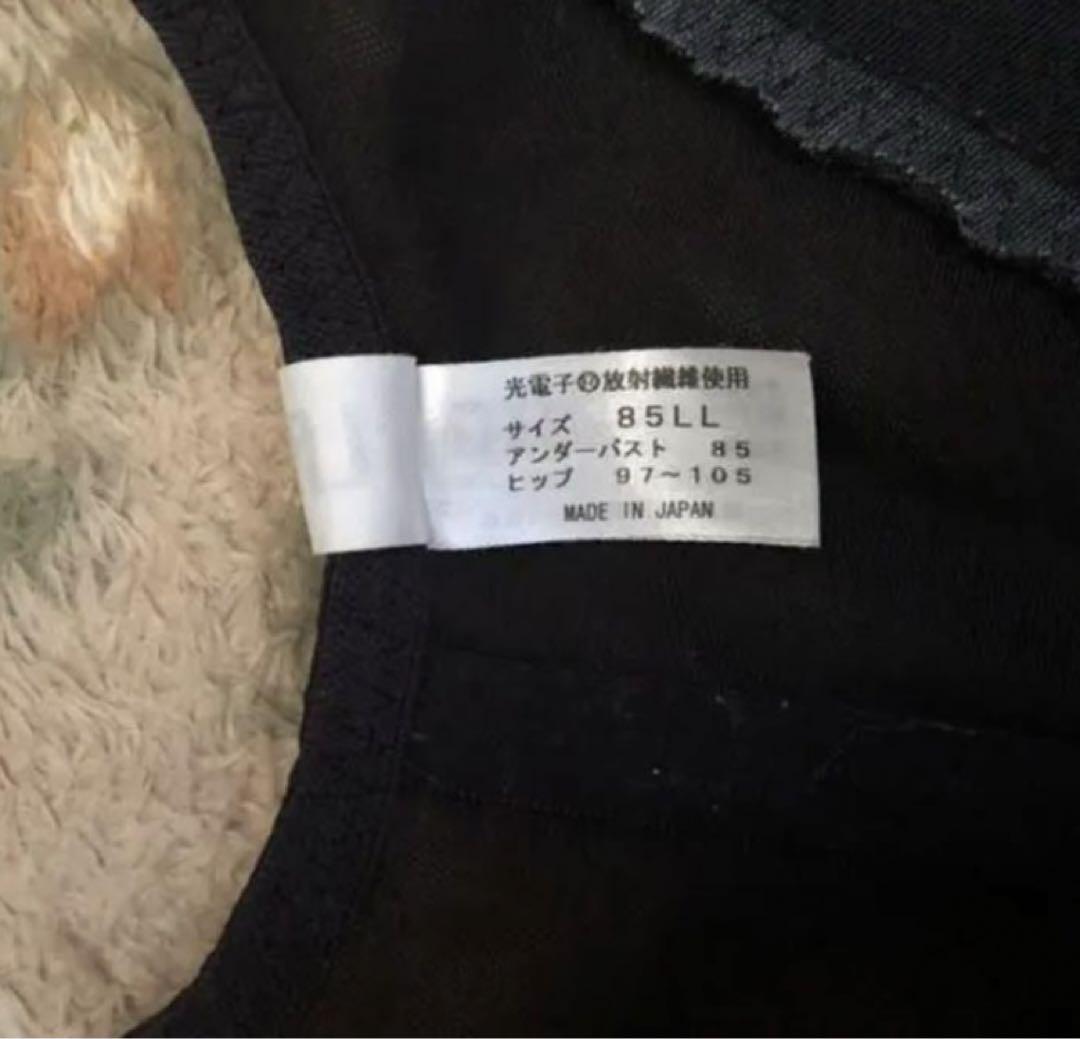 光電子®放射繊維使用
サイズ 85LL
アンダーバスト 85
ヒップ 97～105
MADE IN JAPAN